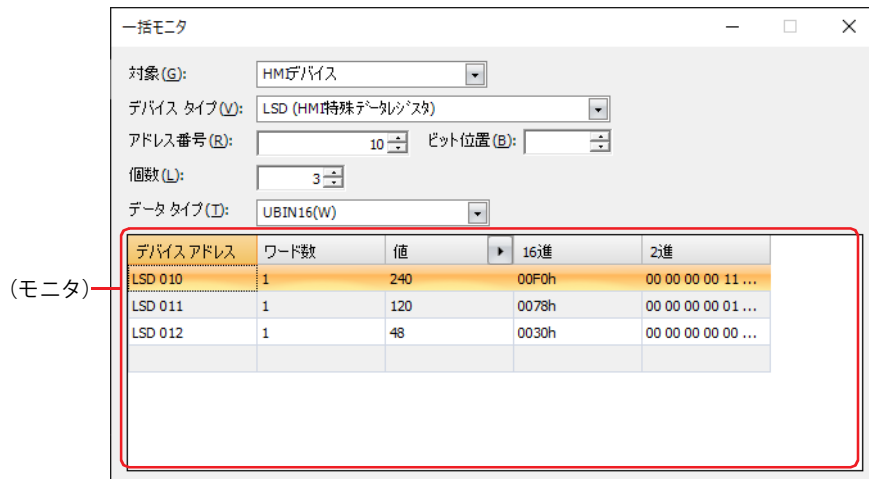 一括モニタ
対象(G): HMIデバイス
デバイス タイプ(V): LSD (HMI特殊データレジスタ)
アドレス番号(R): 10 ビット位置(B):
個数(L): 3
データ タイプ(T): UBIN16(W)
デバイス アドレス ワード数 値 16進 2進
LSD 010 1 240 00F0h 00 00 00 00 11 ...
(モニタ)
LSD 011 1 120 0078h 00 00 00 00 01 ...
LSD 012 1 48 0030h 00 00 00 00 00 ...